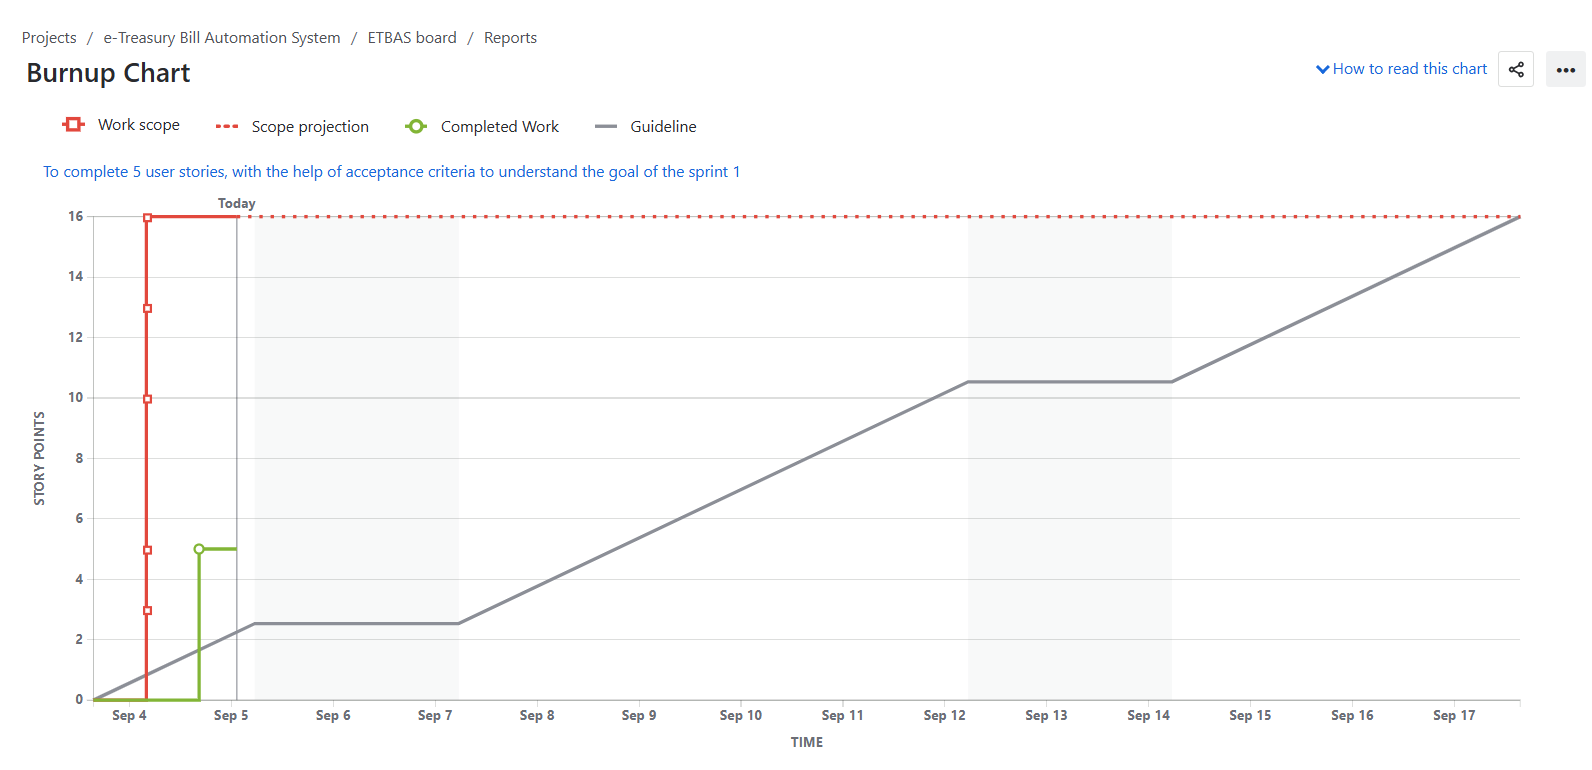 Projects / e-Treasury Bill Automation System / ETBAS board / Reports
Burnup Chart
How to read this chart
Work scope
Scope projection
Completed Work
Guideline
To complete 5 user stories, with the help of acceptance criteria to understand the goal of the sprint 1
Today
16
14
12
10
8
6
4
2
0
STORY POINTS
Sep 4 Sep 5 Sep 6 Sep 7 Sep 8 Sep 9 Sep 10 Sep 11 Sep 12 Sep 13 Sep 14 Sep 15 Sep 16 Sep 17
TIME